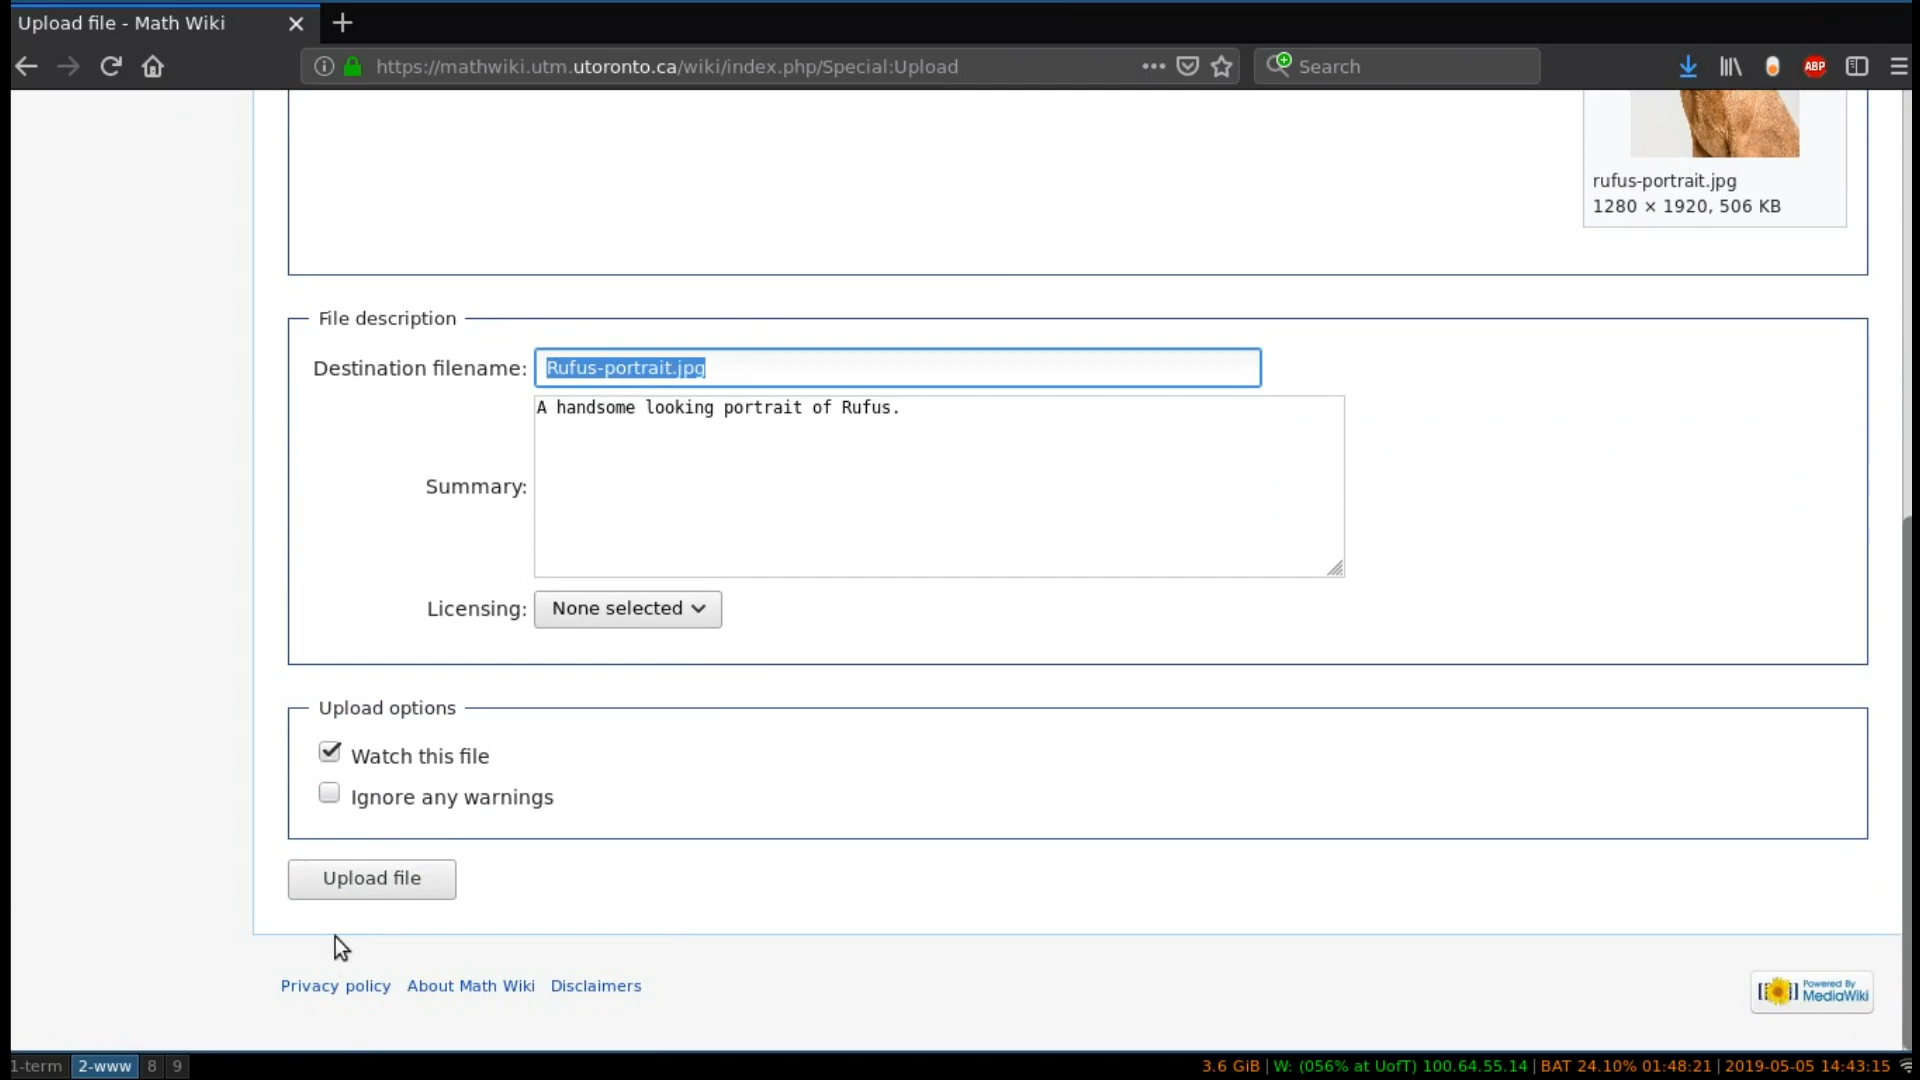 Upload file - Math Wiki
https://mathwiki.utm.utoronto.ca/wiki/index.php/Special:Upload
Search
ABP
rufus-portrait.jpg
1280 × 1920, 506 KB
File description
Destination filename:
Rufus-portrait.jpg
A handsome looking portrait of Rufus.
Summary:
Licensing:
None selected
Upload options
Watch this file
Ignore any warnings
Upload file
Privacy policy
About Math Wiki
Disclaimers
Powered By
MediaWiki
1-term 2-www 8 9
3.6 GiB | W: (056% at UofT) 100.64.55.14 | BAT 24.10% 01:48:21 | 2019-05-05 14:43:15